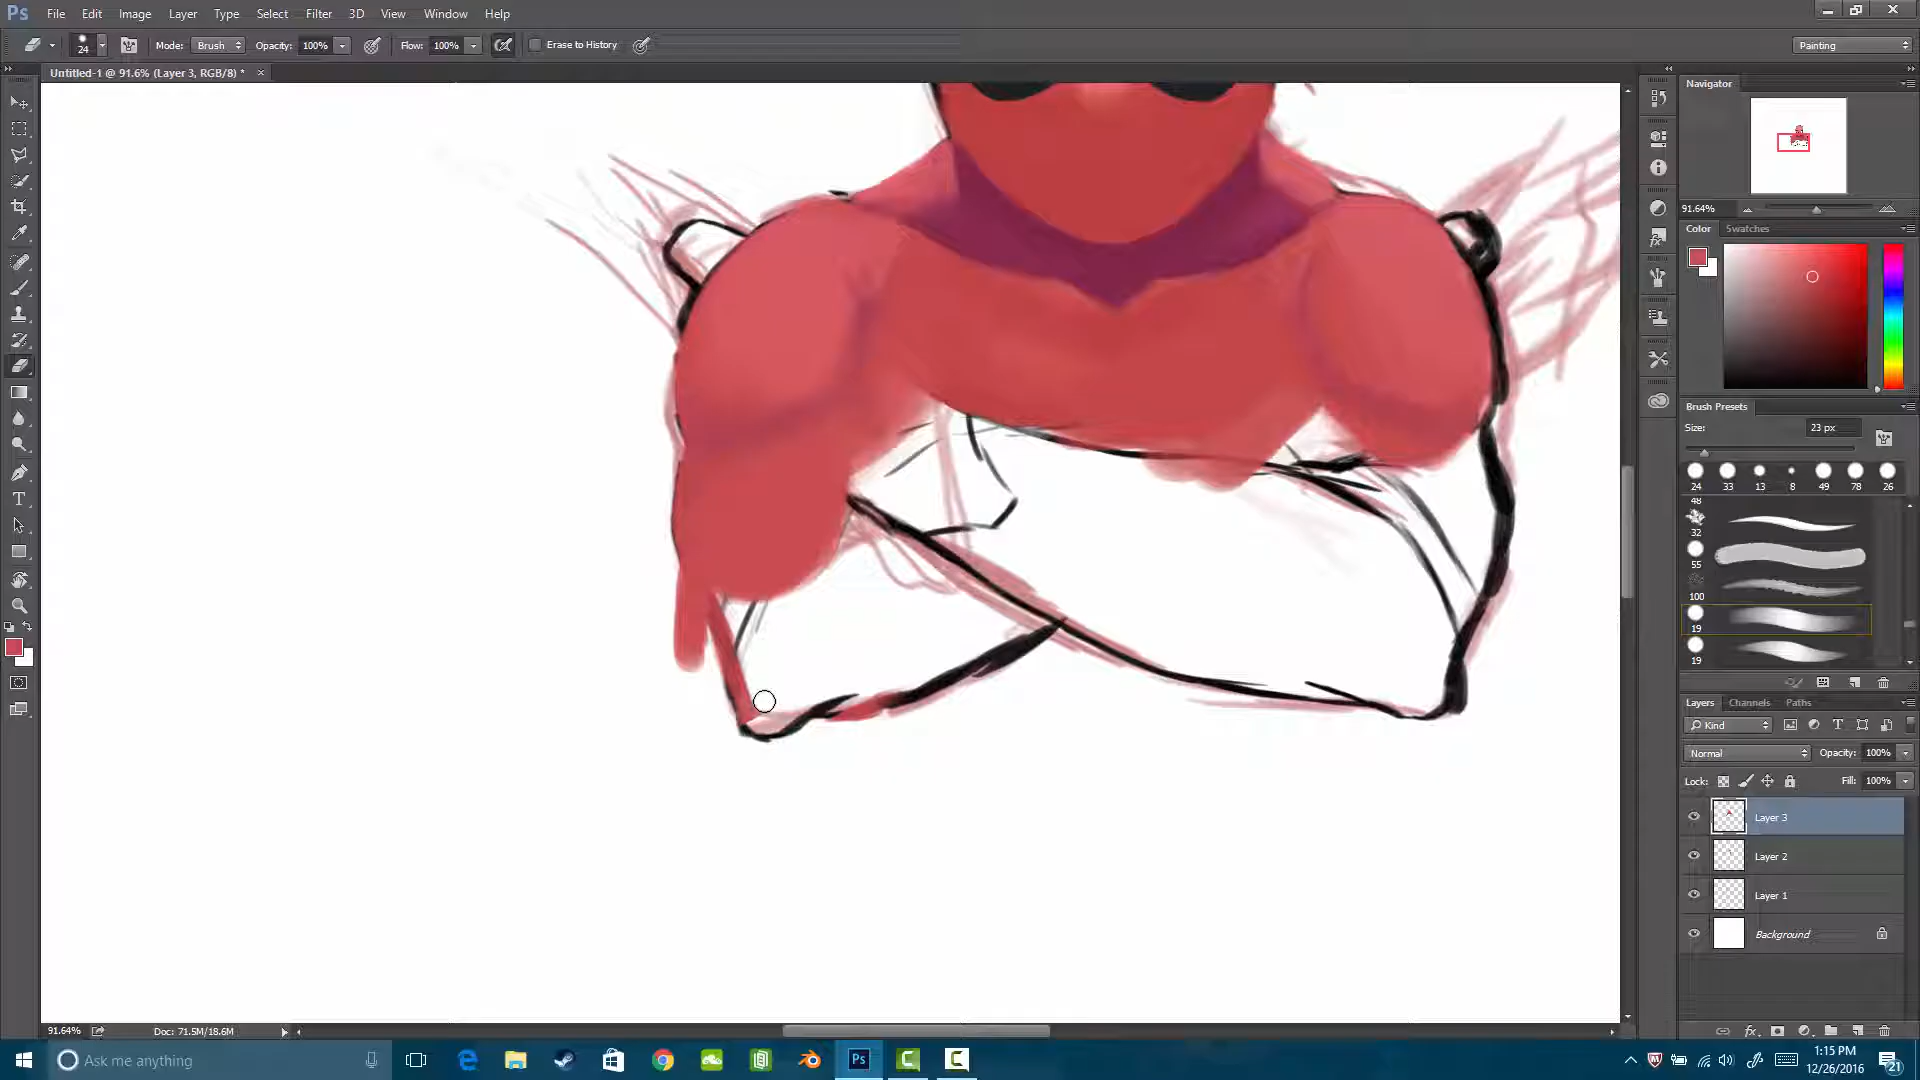 Ps File Edit Image Layer Type Select Filter 3D View Window Help
24 Mode: Brush Opacity: 100% Flow: 100% Erase to History Painting
Untitled-1 @ 91.6% (Layer 3, RGB/8) * ×
Navigator
91.64%
Color Swatches
Brush Presets
Size: 23 px
24 33 13 8 49 78 26
48
32
55
100
19
19
Layers Channels Paths
Kind
Normal Opacity: 100%
Lock: Fill: 100%
Layer 3
Layer 2
Layer 1
Background
91.64% Doc: 71.5M/18.6M
Ask me anything
Ps
1:15 PM
12/26/2016
21